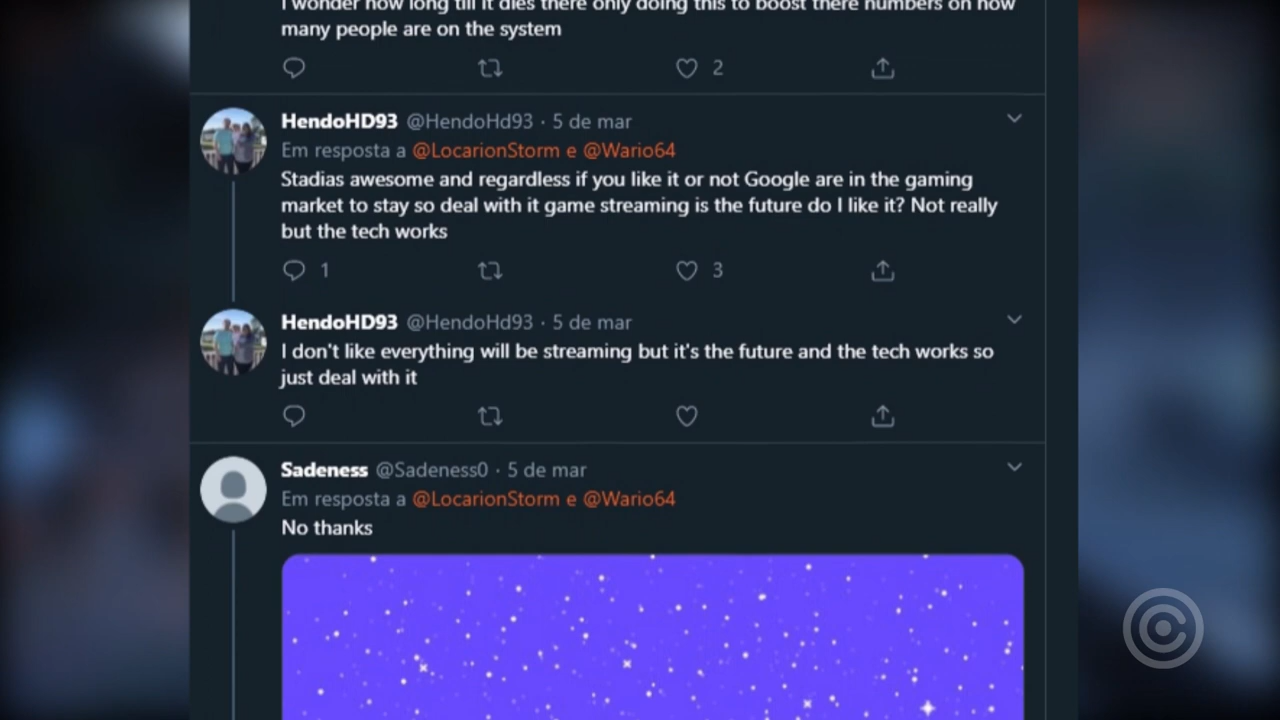 I wonder how long till it dies there only doing this to boost there numbers on how
many people are on the system
2
HendoHD93 @HendoHd93 · 5 de mar
Em resposta a @LocarionStorm e @Wario64
Stadias awesome and regardless if you like it or not Google are in the gaming
market to stay so deal with it game streaming is the future do I like it? Not really
but the tech works
1 3
HendoHD93 @HendoHd93 · 5 de mar
I don't like everything will be streaming but it's the future and the tech works so
just deal with it
Sadeness @Sadeness0 · 5 de mar
Em resposta a @LocarionStorm e @Wario64
No thanks